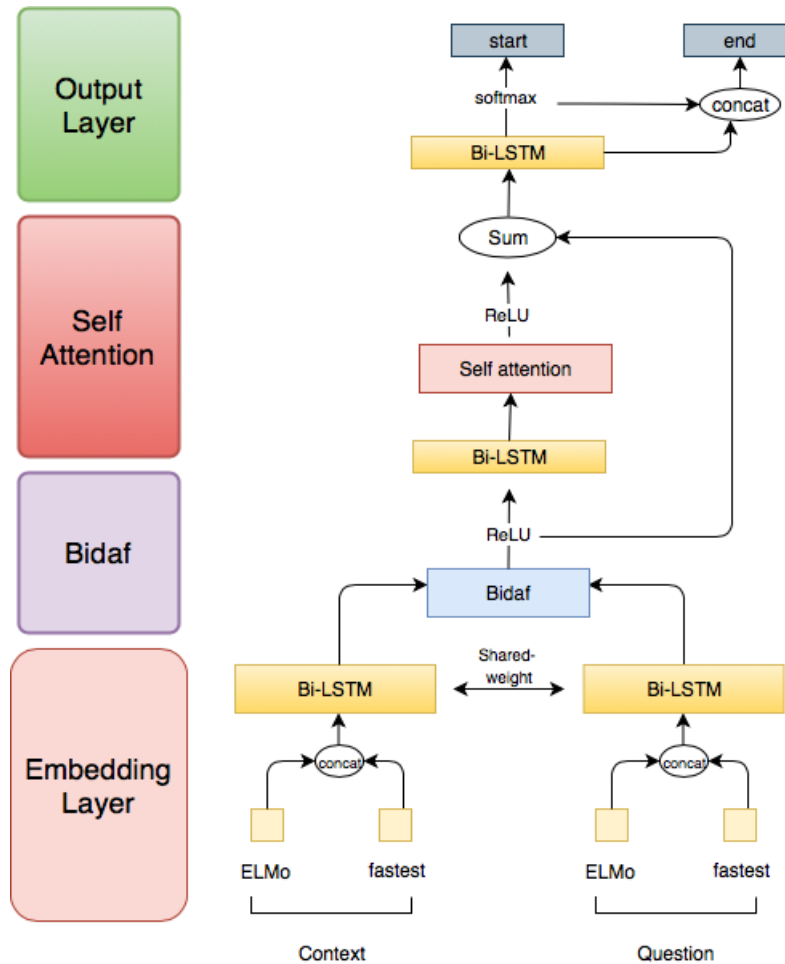 Output
Layer
Self
Attention
Bidaf
Embedding
Layer
start
end
softmax
concat
Bi-LSTM
Sum
ReLU
Self attention
Bi-LSTM
ReLU
Bidaf
Shared-
weight
Bi-LSTM
Bi-LSTM
concat
concat
ELMo
fastest
ELMo
fastest
Context
Question